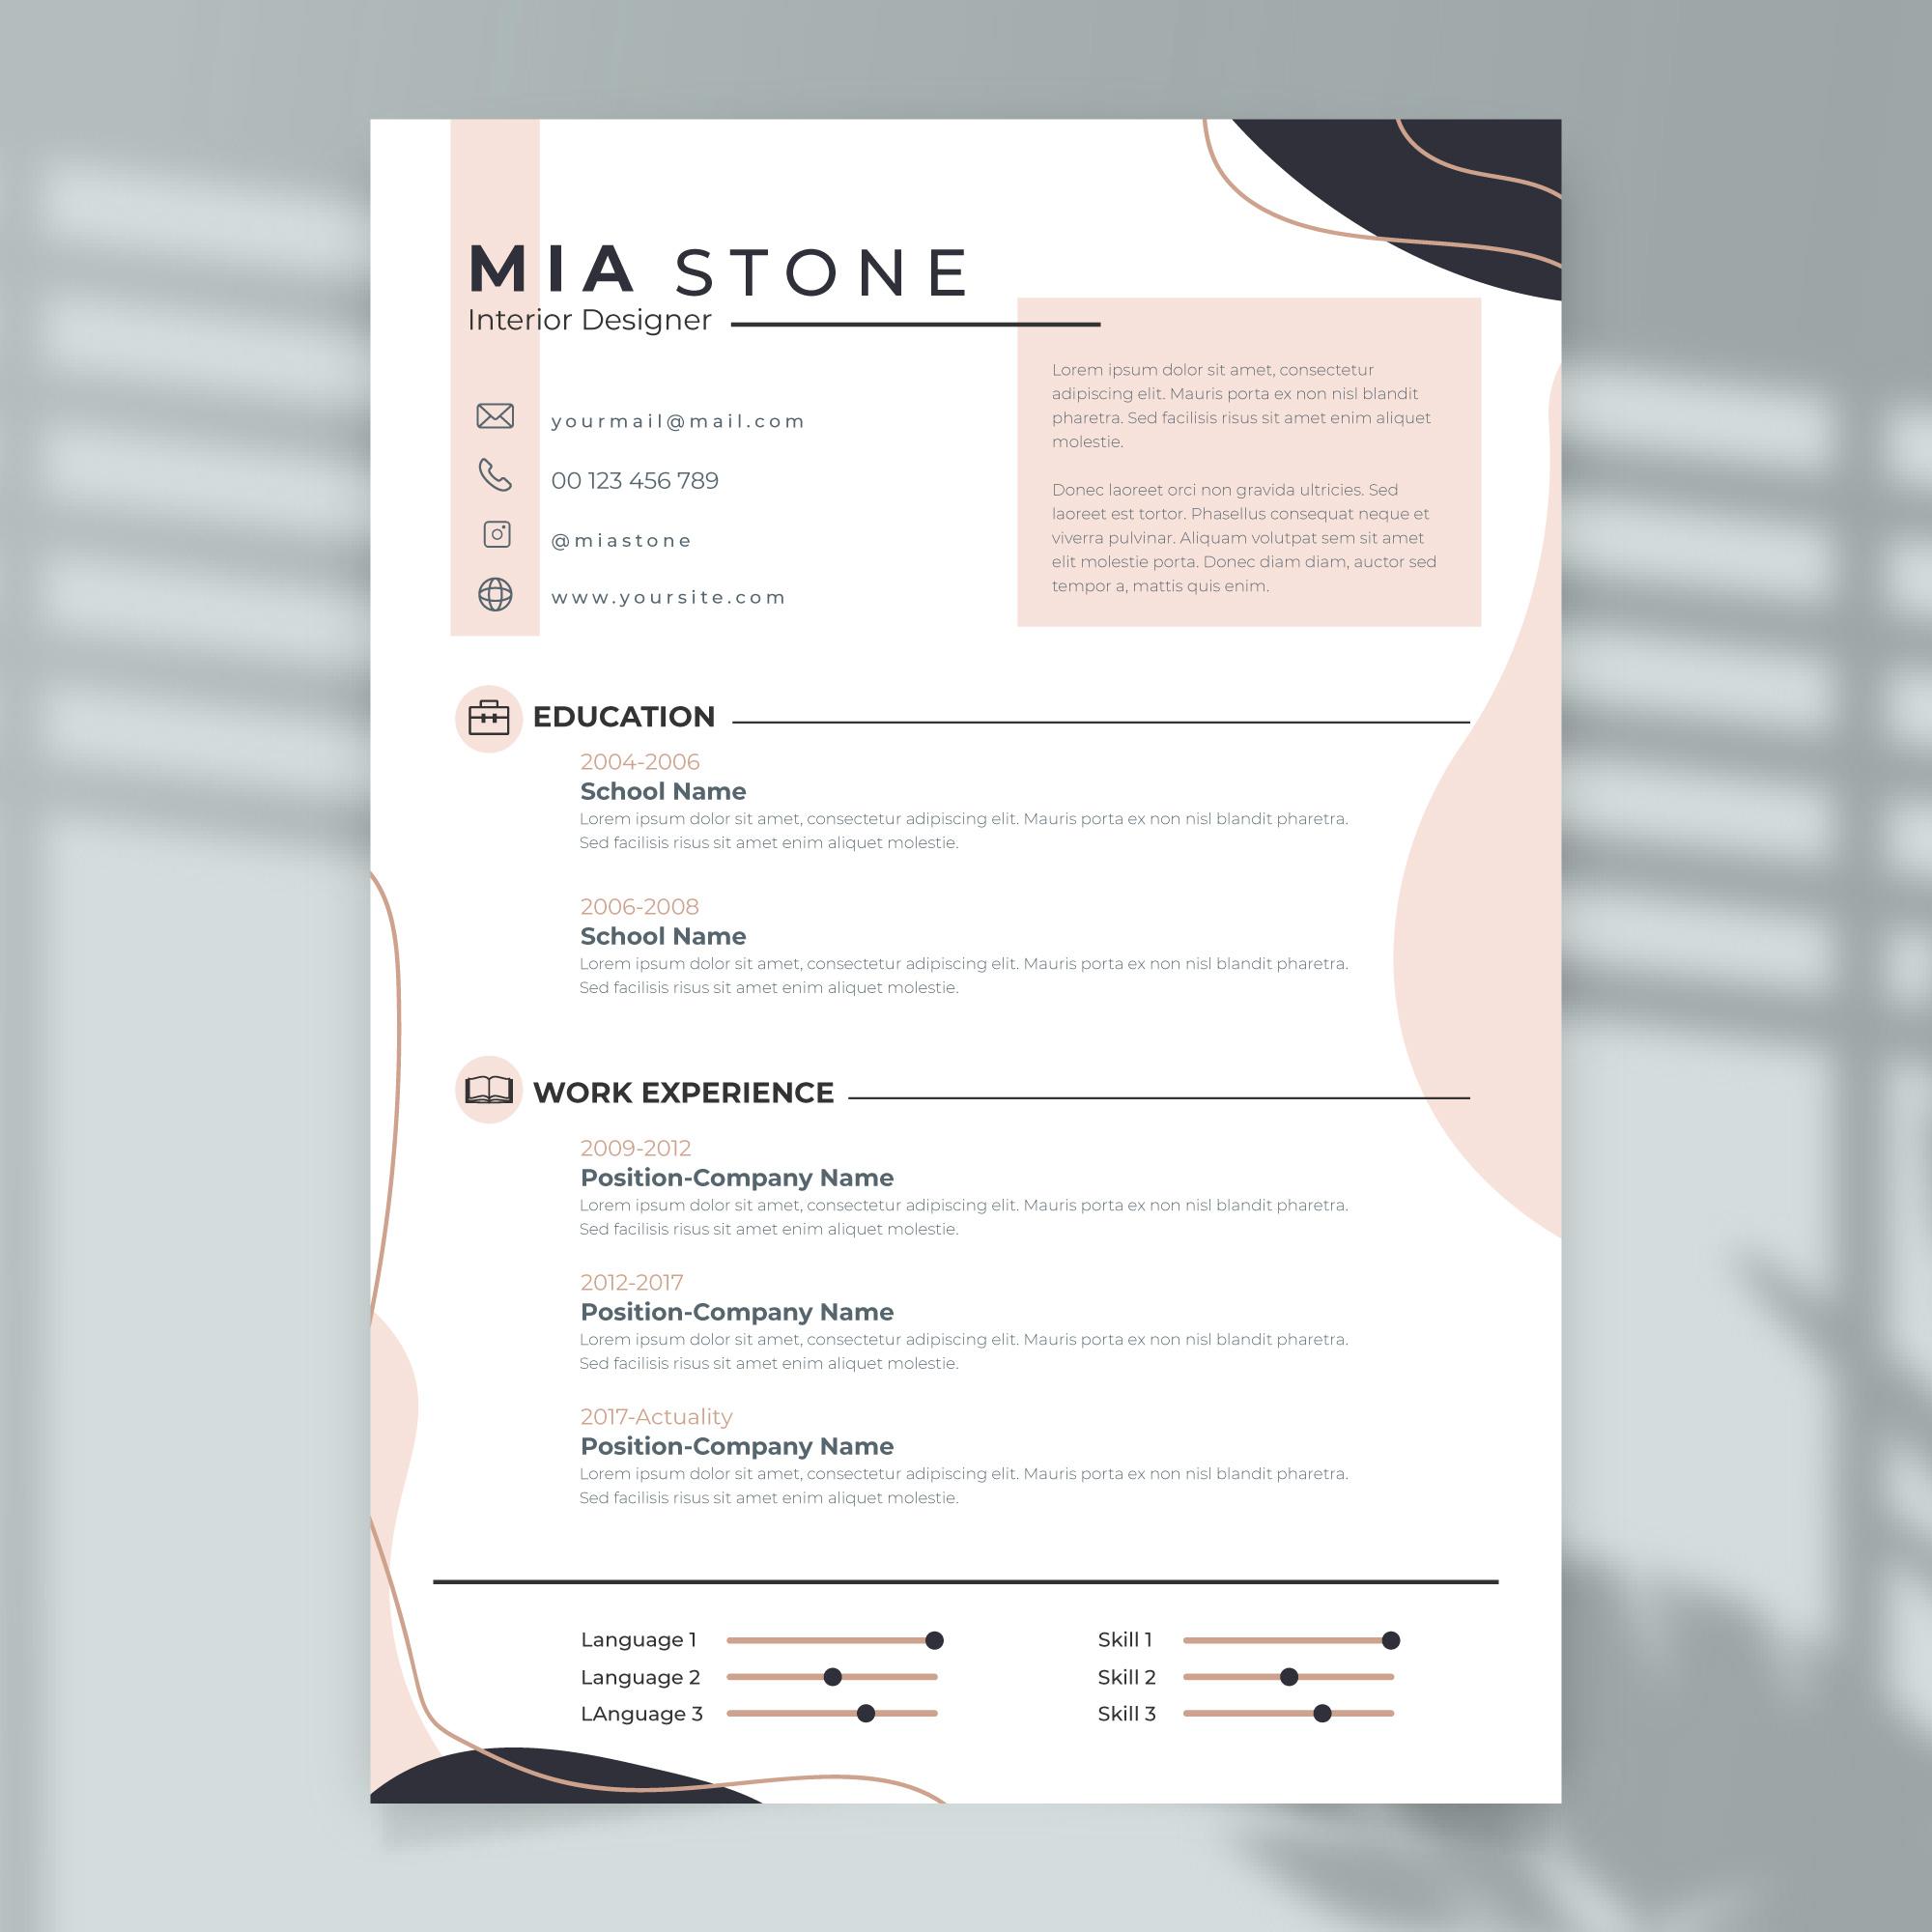 MIA STONE
Interior Designer
yourmail@mail.com
00 123 456 789
@miastone
www.yoursite.com
Lorem ipsum dolor sit amet, consectetur
adipiscing elit. Mauris porta ex non nisl blandit
pharetra. Sed facilisis risus sit amet enim aliquet
molestie.
Donec laoreet orci non gravida ultricies. Sed
laoreet est tortor. Phasellus consequat neque et
viverra pulvinar. Aliquam volutpat sem sit amet
elit molestie porta. Donec diam diam, auctor sed
tempor a, mattis quis enim.
EDUCATION
2004-2006
School Name
Lorem ipsum dolor sit amet, consectetur adipiscing elit. Mauris porta ex non nisl blandit pharetra.
Sed facilisis risus sit amet enim aliquet molestie.
2006-2008
School Name
Lorem ipsum dolor sit amet, consectetur adipiscing elit. Mauris porta ex non nisl blandit pharetra.
Sed facilisis risus sit amet enim aliquet molestie.
WORK EXPERIENCE
2009-2012
Position-Company Name
Lorem ipsum dolor sit amet, consectetur adipiscing elit. Mauris porta ex non nisl blandit pharetra.
Sed facilisis risus sit amet enim aliquet molestie.
2012-2017
Position-Company Name
Lorem ipsum dolor sit amet, consectetur adipiscing elit. Mauris porta ex non nisl blandit pharetra.
Sed facilisis risus sit amet enim aliquet molestie.
2017-Actuality
Position-Company Name
Lorem ipsum dolor sit amet, consectetur adipiscing elit. Mauris porta ex non nisl blandit pharetra.
Sed facilisis risus sit amet enim aliquet molestie.
Language 1
Language 2
LAnguage 3
Skill 1
Skill 2
Skill 3